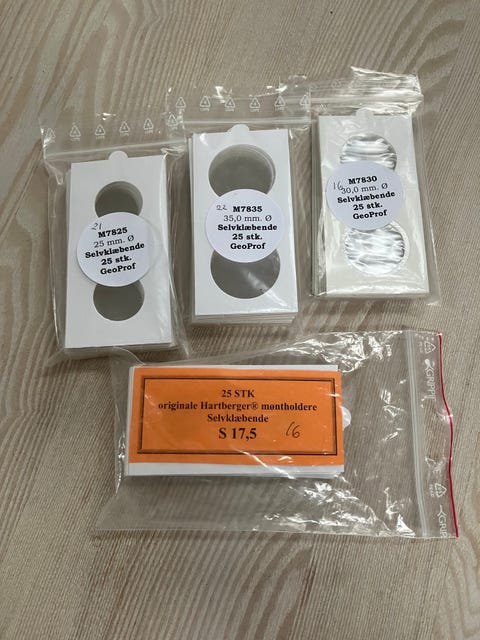 21
M7825
25 mm. Ø
Selvklæbende
25 stk.
GeoProf
22
M7835
35,0 mm. Ø
Selvklæbende
25 stk.
GeoProf
16
M7830
30,0 mm. Ø
Selvklæbende
25 stk.
GeoProf
25 STK
originale Hartberger® møntholdere
Selvklæbende
S 17,5
16
GRIPPIE